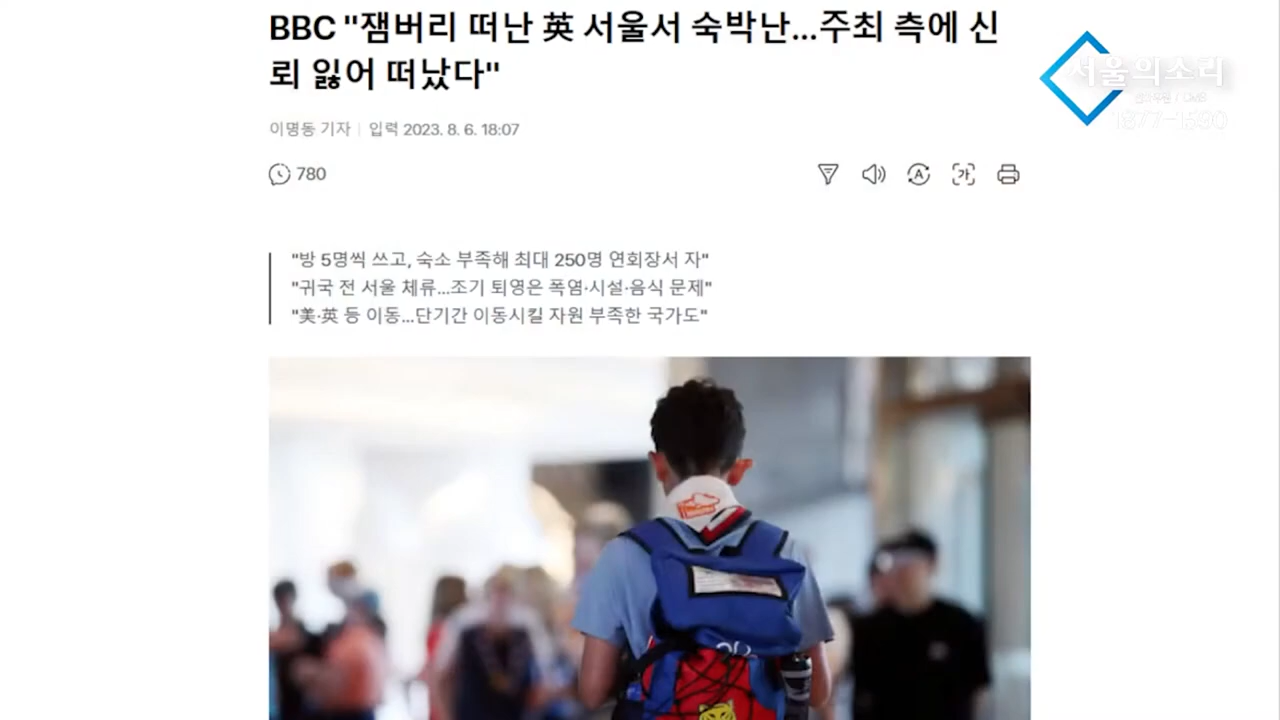 BBC "잼버리 떠난 英 서울서 숙박난...주최 측에 신
뢰 잃어 떠났다"
서울의소리
이명동 기자 | 입력 2023. 8. 6. 18:07
780
가
"방 5명씩 쓰고, 숙소 부족해 최대 250명 연회장서 자"
"귀국 전 서울 체류...조기 퇴영은 폭염·시설·음식 문제"
"美·英 등 이동...단기간 이동시킬 자원 부족한 국가도"